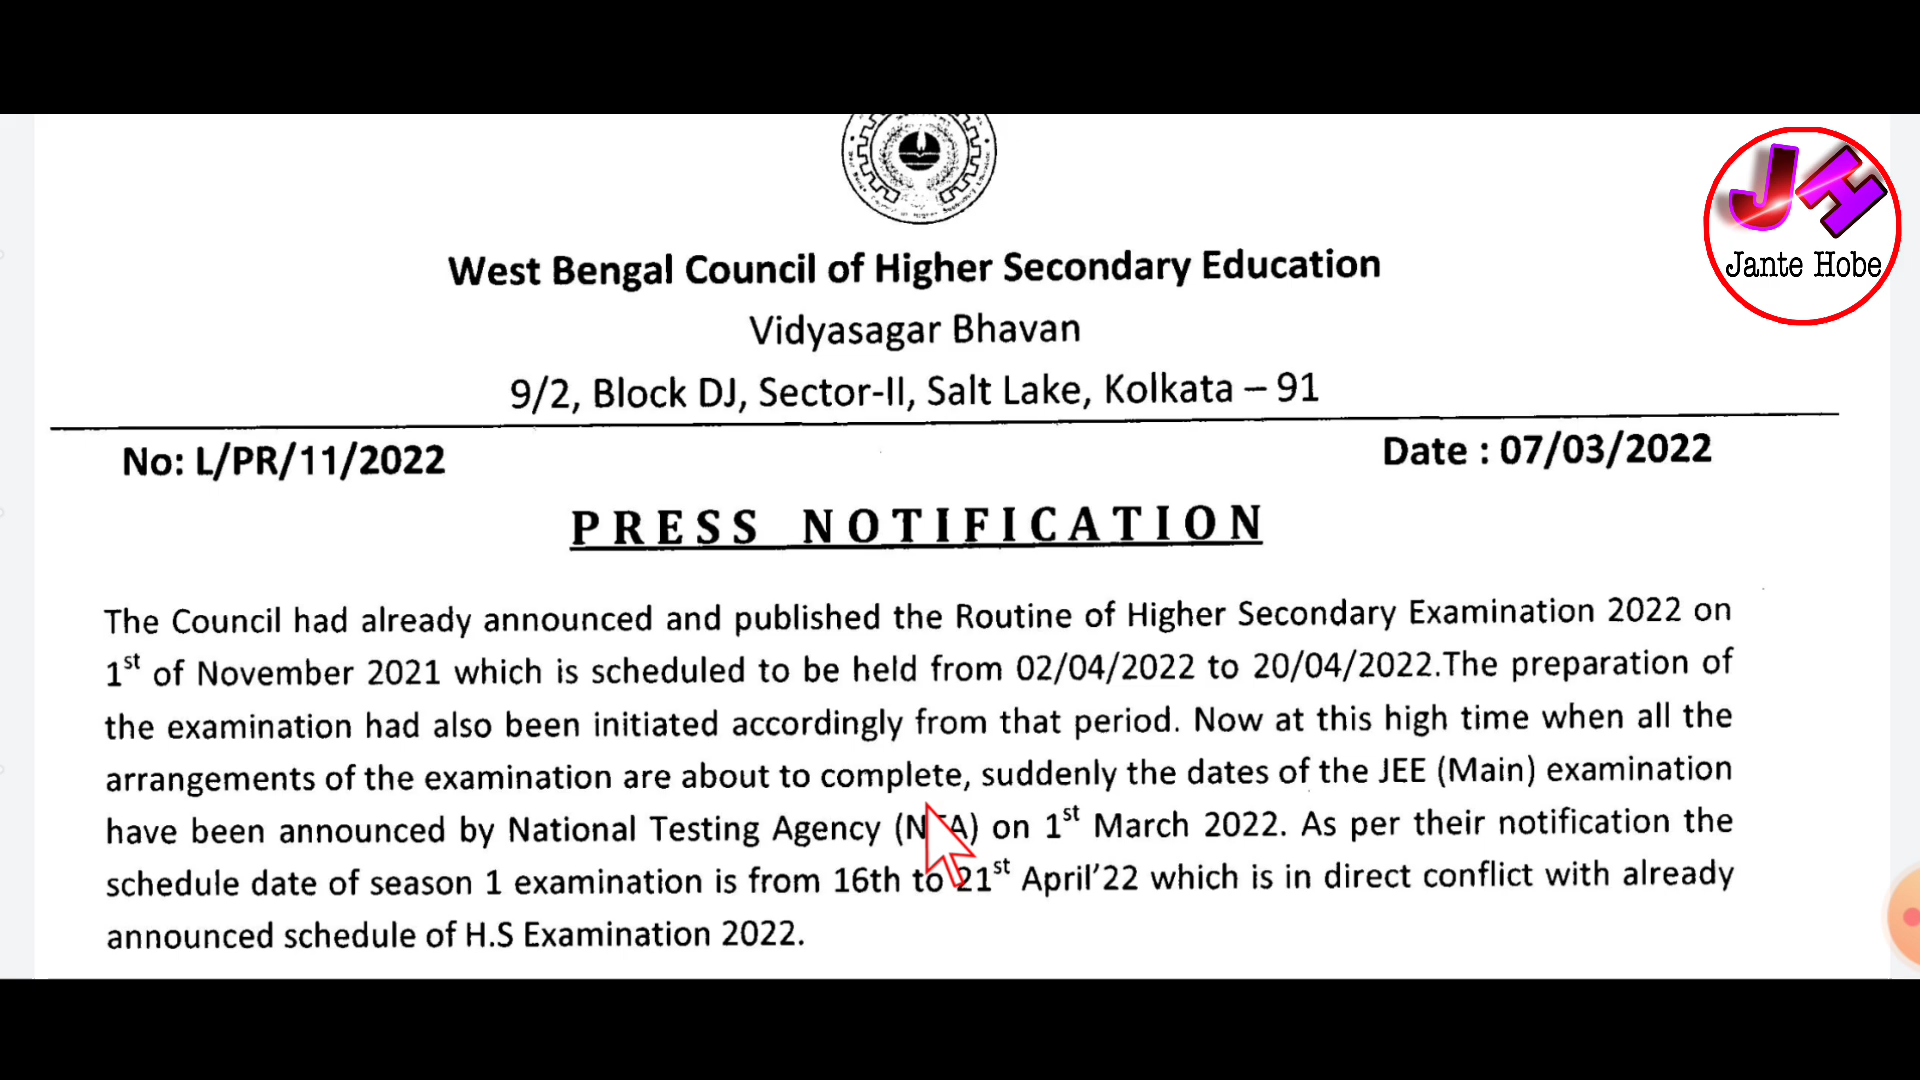 West Bengal Council of Higher Secondary Education
Vidyasagar Bhavan
9/2, Block DJ, Sector-II, Salt Lake, Kolkata – 91
No: L/PR/11/2022
Date : 07/03/2022
PRESS NOTIFICATION
The Council had already announced and published the Routine of Higher Secondary Examination 2022 on
1st of November 2021 which is scheduled to be held from 02/04/2022 to 20/04/2022.The preparation of
the examination had also been initiated accordingly from that period. Now at this high time when all the
arrangements of the examination are about to complete, suddenly the dates of the JEE (Main) examination
have been announced by National Testing Agency (NTA) on 1st March 2022. As per their notification the
schedule date of season 1 examination is from 16th to 21st April’22 which is in direct conflict with already
announced schedule of H.S Examination 2022.
JH
Jante Hobe